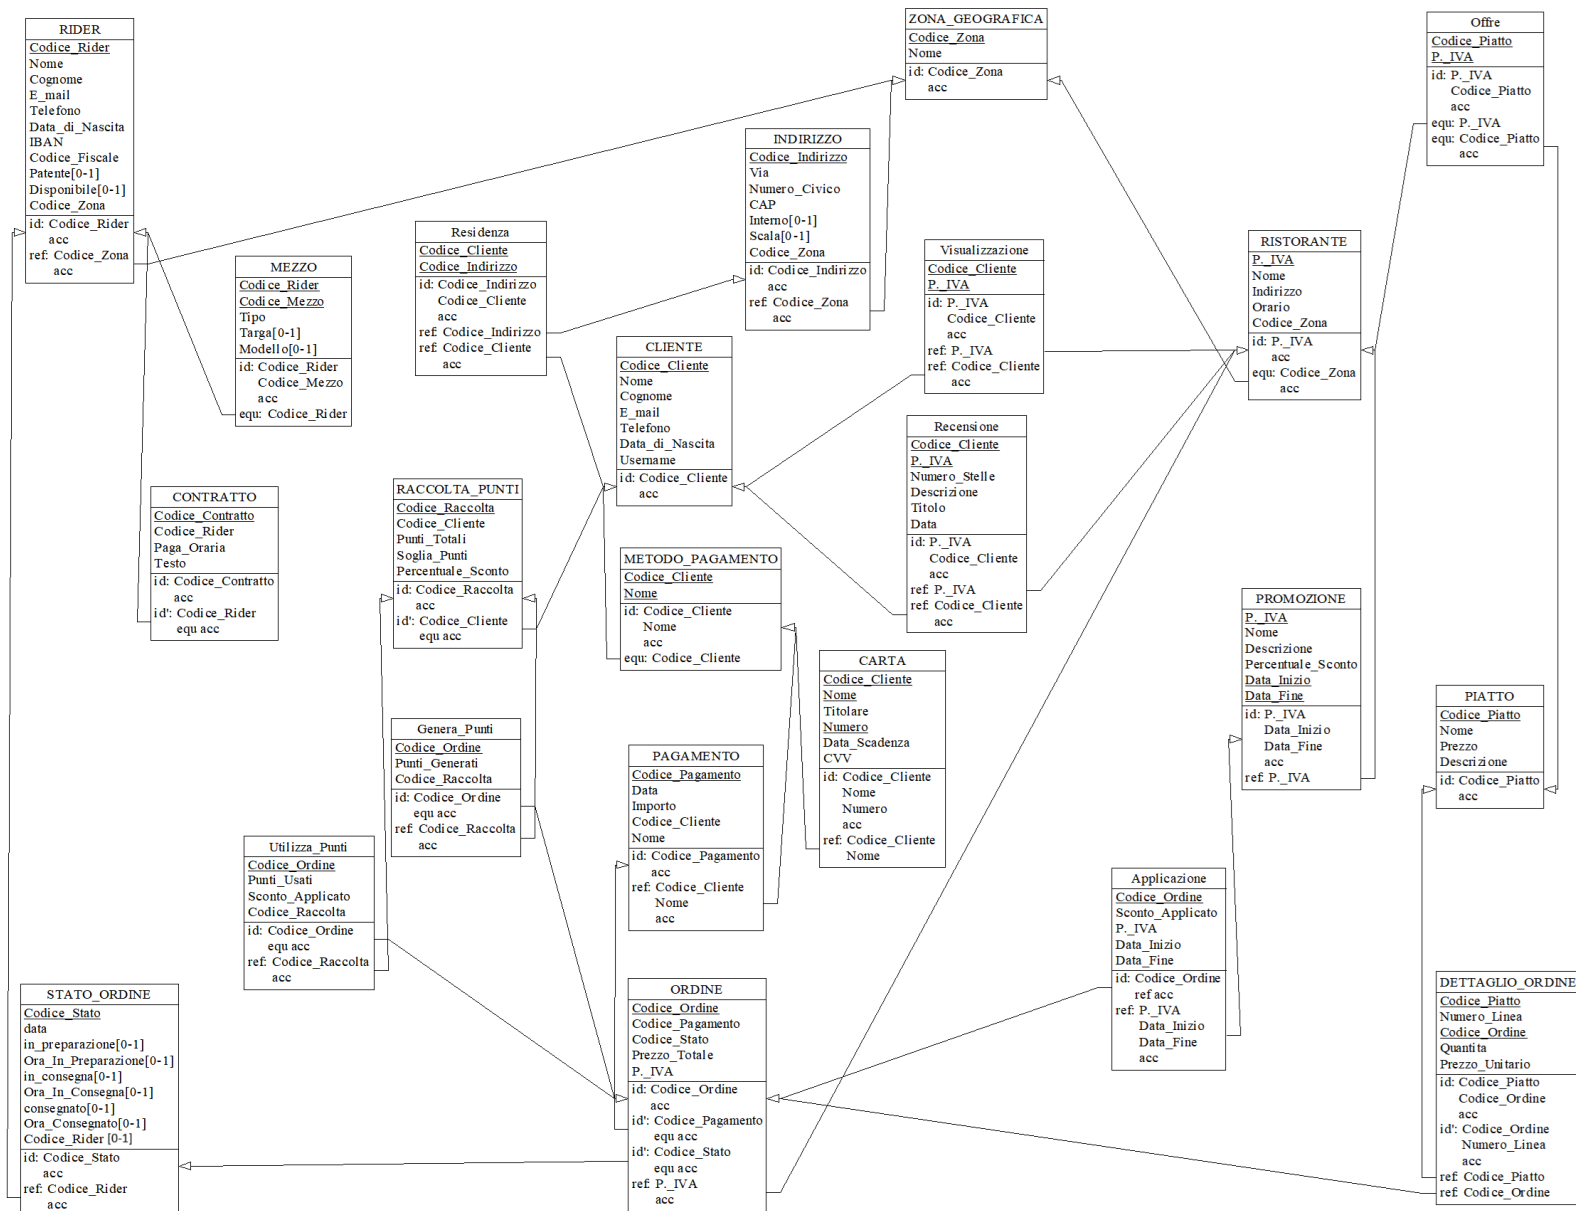 RIDER
Codice_Rider
Nome
Cognome
E_mail
Telefono
Data_di_Nascita
IBAN
Codice_Fiscale
Patente[0-1]
Disponibile[0-1]
Codice_Zona
id: Codice_Rider
acc
ref: Codice_Zona
acc
ZONA_GEOGRAFICA
Codice_Zona
Nome
id: Codice_Zona
acc
Offre
Codice_Piatto
P._IVA
id: P._IVA
Codice_Piatto
acc
equ: P._IVA
equ: Codice_Piatto
acc
INDIRIZZO
Codice_Indirizzo
Via
Numero_Civico
CAP
Interno[0-1]
Scala[0-1]
Codice_Zona
id: Codice_Indirizzo
acc
ref: Codice_Zona
acc
Residenza
Codice_Cliente
Codice_Indirizzo
id: Codice_Indirizzo
Codice_Cliente
acc
ref: Codice_Indirizzo
ref: Codice_Cliente
acc
Visualizzazione
Codice_Cliente
P._IVA
id: P._IVA
Codice_Cliente
acc
ref: P._IVA
ref: Codice_Cliente
acc
RISTORANTE
P._IVA
Nome
Indirizzo
Orario
Codice_Zona
id: P._IVA
acc
equ: Codice_Zona
acc
MEZZO
Codice_Rider
Codice_Mezzo
Tipo
Targa[0-1]
Modello[0-1]
id: Codice_Rider
Codice_Mezzo
acc
equ: Codice_Rider
CLIENTE
Codice_Cliente
Nome
Cognome
E_mail
Telefono
Data_di_Nascita
Username
id: Codice_Cliente
acc
Recensione
Codice_Cliente
P._IVA
Numero_Stelle
Descrizione
Titolo
Data
id: P._IVA
Codice_Cliente
acc
ref: P._IVA
ref: Codice_Cliente
acc
CONTRATTO
Codice_Contratto
Codice_Rider
Paga_Oraria
Testo
id: Codice_Contratto
acc
id': Codice_Rider
equ acc
RACCOLTA_PUNTI
Codice_Raccolta
Codice_Cliente
Punti_Totali
Soglia_Punti
Percentuale_Sconto
id: Codice_Raccolta
acc
id': Codice_Cliente
equ acc
METODO_PAGAMENTO
Codice_Cliente
Nome
id: Codice_Cliente
Nome
acc
equ: Codice_Cliente
PROMOZIONE
P._IVA
Nome
Descrizione
Percentuale_Sconto
Data_Inizio
Data_Fine
id: P._IVA
Data_Inizio
Data_Fine
acc
ref: P._IVA
CARTA
Codice_Cliente
Nome
Titolare
Numero
Data_Scadenza
CVV
id: Codice_Cliente
Nome
Numero
acc
ref: Codice_Cliente
Nome
PIATTO
Codice_Piatto
Nome
Prezzo
Descrizione
id: Codice_Piatto
acc
Genera_Punti
Codice_Ordine
Punti_Generati
Codice_Raccolta
id: Codice_Ordine
equ acc
ref: Codice_Raccolta
acc
PAGAMENTO
Codice_Pagamento
Data
Importo
Codice_Cliente
Nome
id: Codice_Pagamento
acc
ref: Codice_Cliente
Nome
acc
Utilizza_Punti
Codice_Ordine
Punti_Usati
Sconto_Applicato
Codice_Raccolta
id: Codice_Ordine
equ acc
ref: Codice_Raccolta
acc
Applicazione
Codice_Ordine
Sconto_Applicato
P._IVA
Data_Inizio
Data_Fine
id: Codice_Ordine
ref acc
ref: P._IVA
Data_Inizio
Data_Fine
acc
STATO_ORDINE
Codice_Stato
data
in_preparazione[0-1]
Ora_In_Preparazione[0-1]
in_consegna[0-1]
Ora_In_Consegna[0-1]
consegnato[0-1]
Ora_Consegnato[0-1]
Codice_Rider [0-1]
id: Codice_Stato
acc
ref: Codice_Rider
acc
ORDINE
Codice_Ordine
Codice_Pagamento
Codice_Stato
Prezzo_Totale
P._IVA
id: Codice_Ordine
acc
id': Codice_Pagamento
equ acc
id': Codice_Stato
equ acc
ref: P._IVA
acc
DETTAGLIO_ORDINE
Codice_Piatto
Numero_Linea
Codice_Ordine
Quantita
Prezzo_Unitario
id: Codice_Piatto
Codice_Ordine
acc
id': Codice_Ordine
Numero_Linea
acc
ref: Codice_Piatto
ref: Codice_Ordine